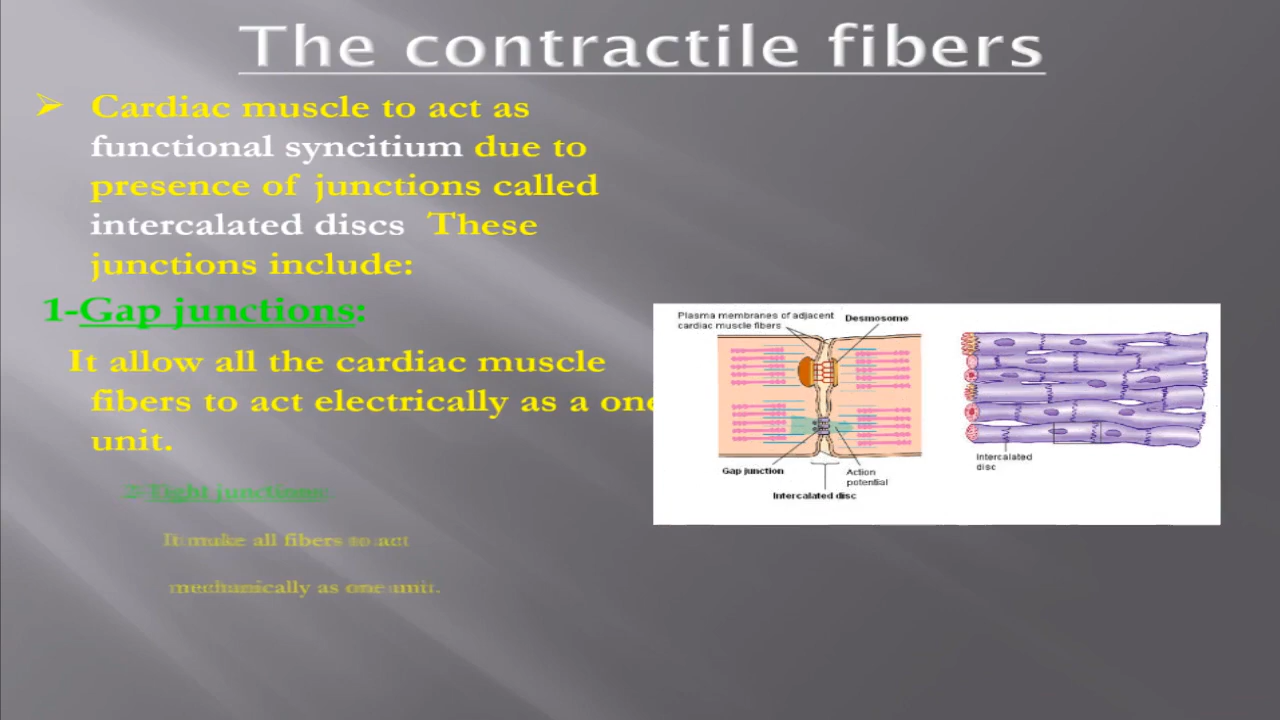 The contractile fibers
➢ Cardiac muscle to act as
functional syncitium due to
presence of junctions called
intercalated discs These
junctions include:
1-Gap junctions:
It allow all the cardiac muscle
fibers to act electrically as a one
unit.
2-Tight junctions:
It make all fibers to act
mechanically as one unit.
Plasma membranes of adjacent
cardiac muscle fibers
Desmosome
Gap junction
Action
potential
Intercalated disc
Intercalated
disc